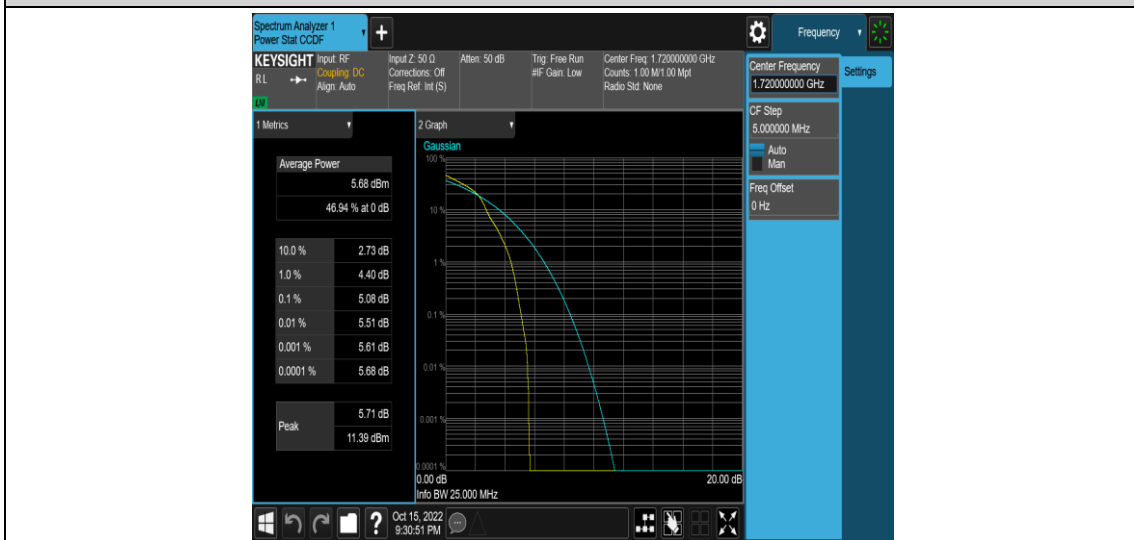 Spectrum Analyzer 1
Power Stat CCDF
+
Frequency
KEYSIGHT
RL
LXI
Input: RF
Coupling: DC
Align: Auto
Input Z: 50 Ω
Corrections: Off
Freq Ref: Int (S)
Atten: 50 dB
Trig: Free Run
#IF Gain: Low
Center Freq: 1.720000000 GHz
Counts: 1.00 M/1.00 Mpt
Radio Std: None
Center Frequency
1.720000000 GHz
Settings
CF Step
5.000000 MHz
Auto
Man
Freq Offset
0 Hz
1 Metrics
Average Power
5.68 dBm
46.94 % at 0 dB
10.0 % 2.73 dB
1.0 % 4.40 dB
0.1 % 5.08 dB
0.01 % 5.51 dB
0.001 % 5.61 dB
0.0001 % 5.68 dB
Peak 5.71 dB
11.39 dBm
2 Graph
Gaussian
100 %
10 %
1 %
0.1 %
0.01 %
0.001 %
0.0001 %
0.00 dB 20.00 dB
Info BW 25.000 MHz
?
Oct 15, 2022
9:30:51 PM